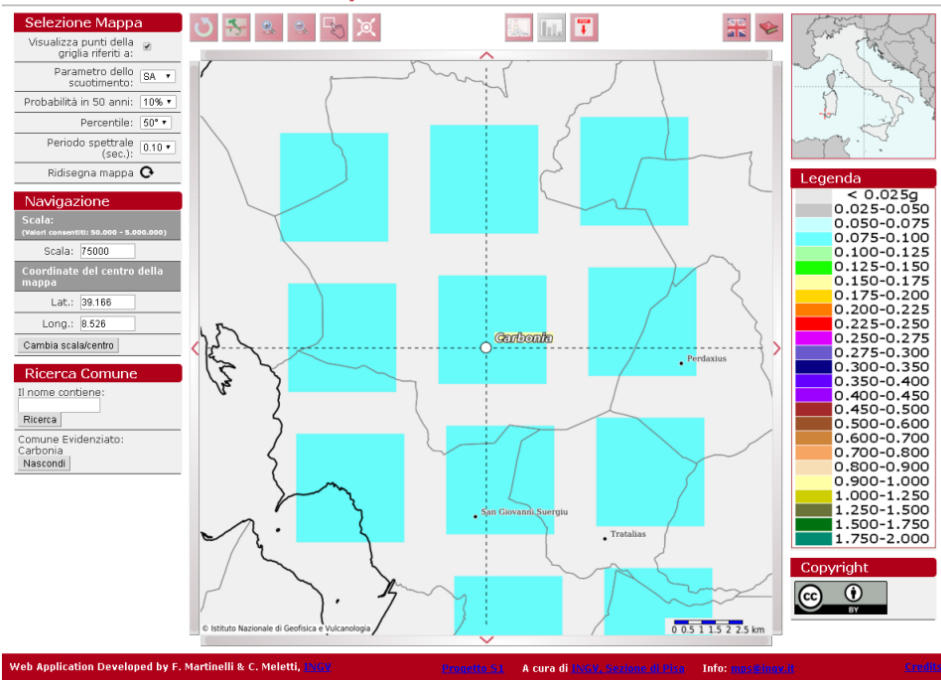 Selezione Mappa
Visualizza punti della
griglia riferiti a:
Parametro dello
scuotimento: SA
Probabilità in 50 anni: 10%
Percentile: 50°
Periodo spettrale
(sec.): 0.10
Ridisegna mappa
Navigazione
Scala:
(Valori consentiti: 50.000 - 5.000.000)
Scala: 75000
Coordinate del centro della
mappa
Lat.: 39.166
Long.: 8.526
Cambia scala/centro
Ricerca Comune
Il nome contiene:
Ricerca
Comune Evidenziato:
Carbonia
Nascondi
Carbonia
Perdaxius
San Giovanni Suergiu
Tratalias
© Istituto Nazionale di Geofisica e Vulcanologia
0 0.5 1 1.5 2 2.5 km
Legenda
< 0.025g
0.025-0.050
0.050-0.075
0.075-0.100
0.100-0.125
0.125-0.150
0.150-0.175
0.175-0.200
0.200-0.225
0.225-0.250
0.250-0.275
0.275-0.300
0.300-0.350
0.350-0.400
0.400-0.450
0.450-0.500
0.500-0.600
0.600-0.700
0.700-0.800
0.800-0.900
0.900-1.000
1.000-1.250
1.250-1.500
1.500-1.750
1.750-2.000
Copyright
cc
BY
Web Application Developed by F. Martinelli & C. Meletti, INGV
Progetto S1 A cura di INGV, Sezione di Pisa Info: mps@ingv.it
Credits